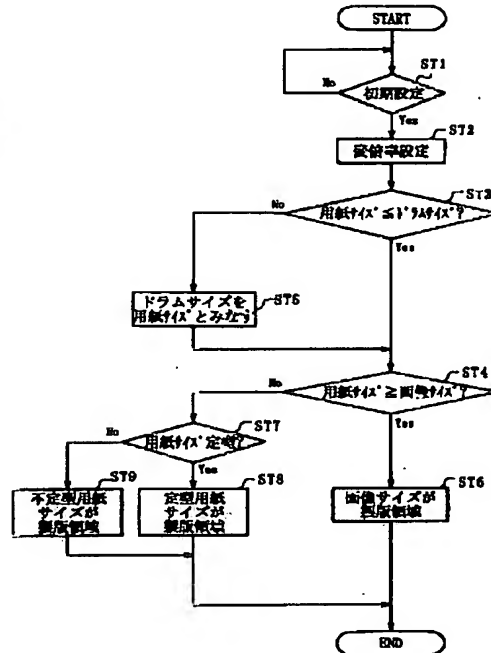 START
ST1
初期設定
No
Yes
ST2
変倍率設定
ST3
用紙サイズ≦ドラムサイズ?
No
Yes
ST5
ドラムサイズを
用紙サイズとみなす
ST4
用紙サイズ≧画像サイズ?
No
Yes
ST7
用紙サイズ定型?
No
Yes
ST9
不定型用紙
サイズが
製版領域
ST8
定型用紙
サイズが
製版領域
ST6
画像サイズが
製版領域
END